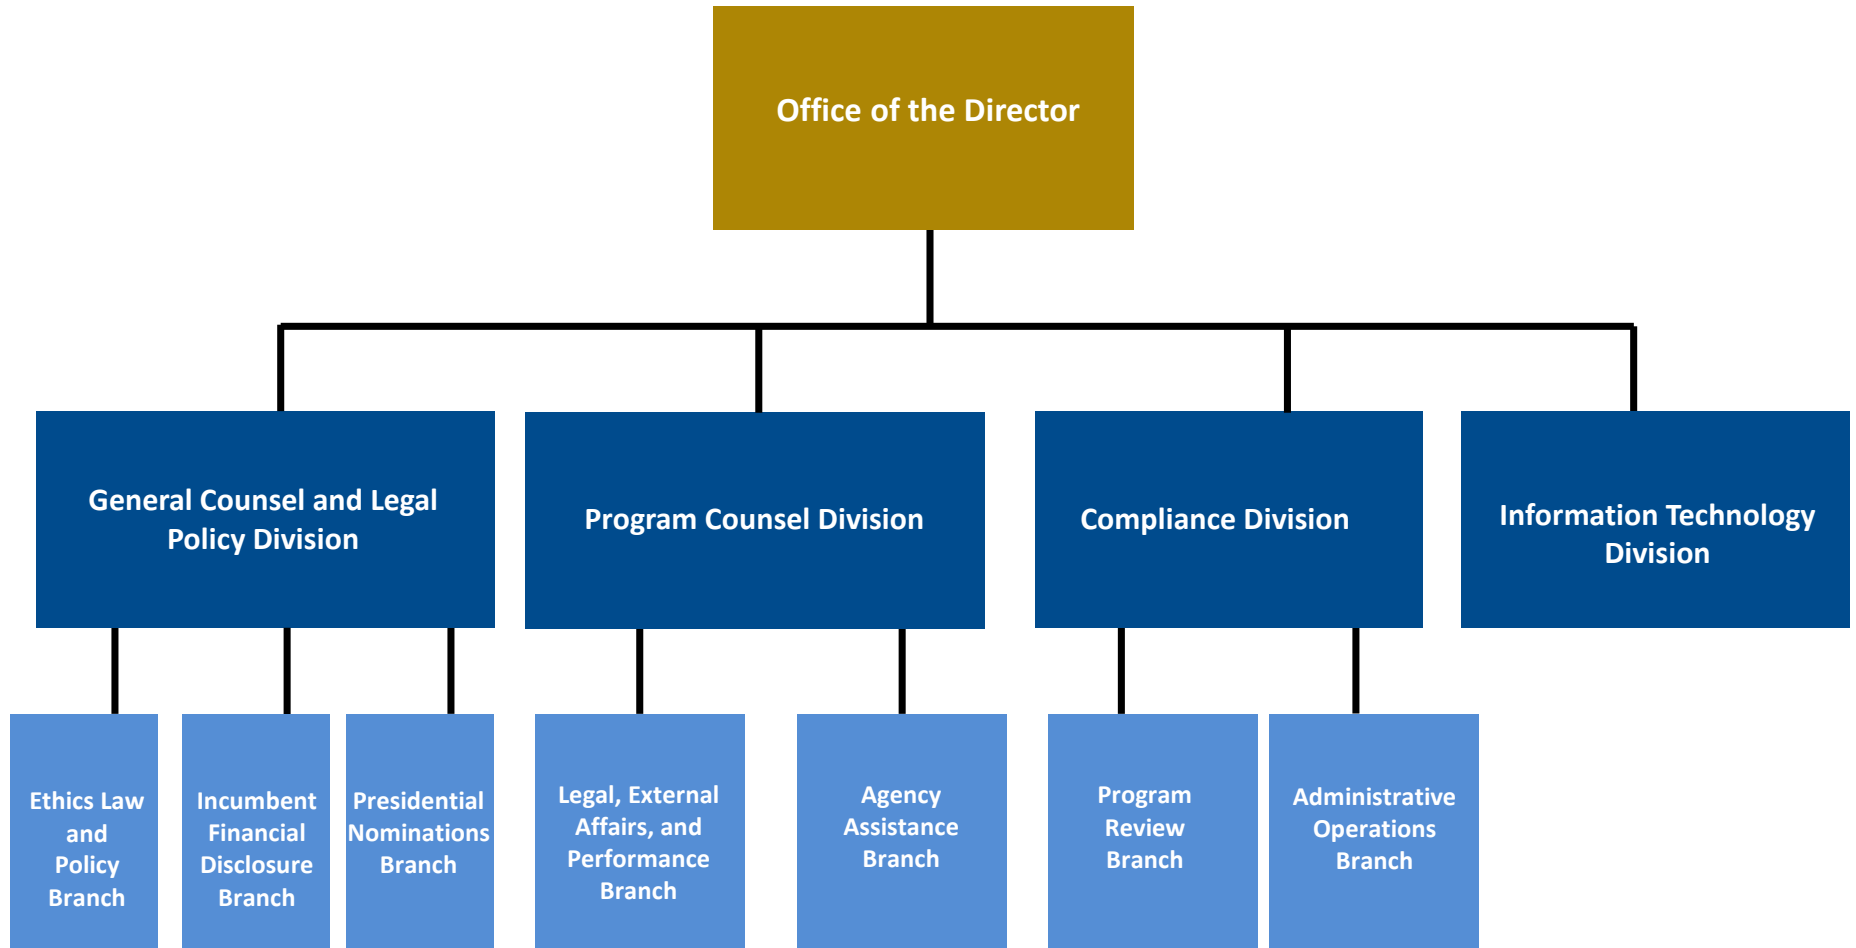 Office of the Director
General Counsel and Legal
Policy Division
Program Counsel Division
Compliance Division
Information Technology
Division
Ethics Law
and
Policy
Branch
Incumbent
Financial
Disclosure
Branch
Presidential
Nominations
Branch
Legal, External
Affairs, and
Performance
Branch
Agency
Assistance
Branch
Program
Review
Branch
Administrative
Operations
Branch